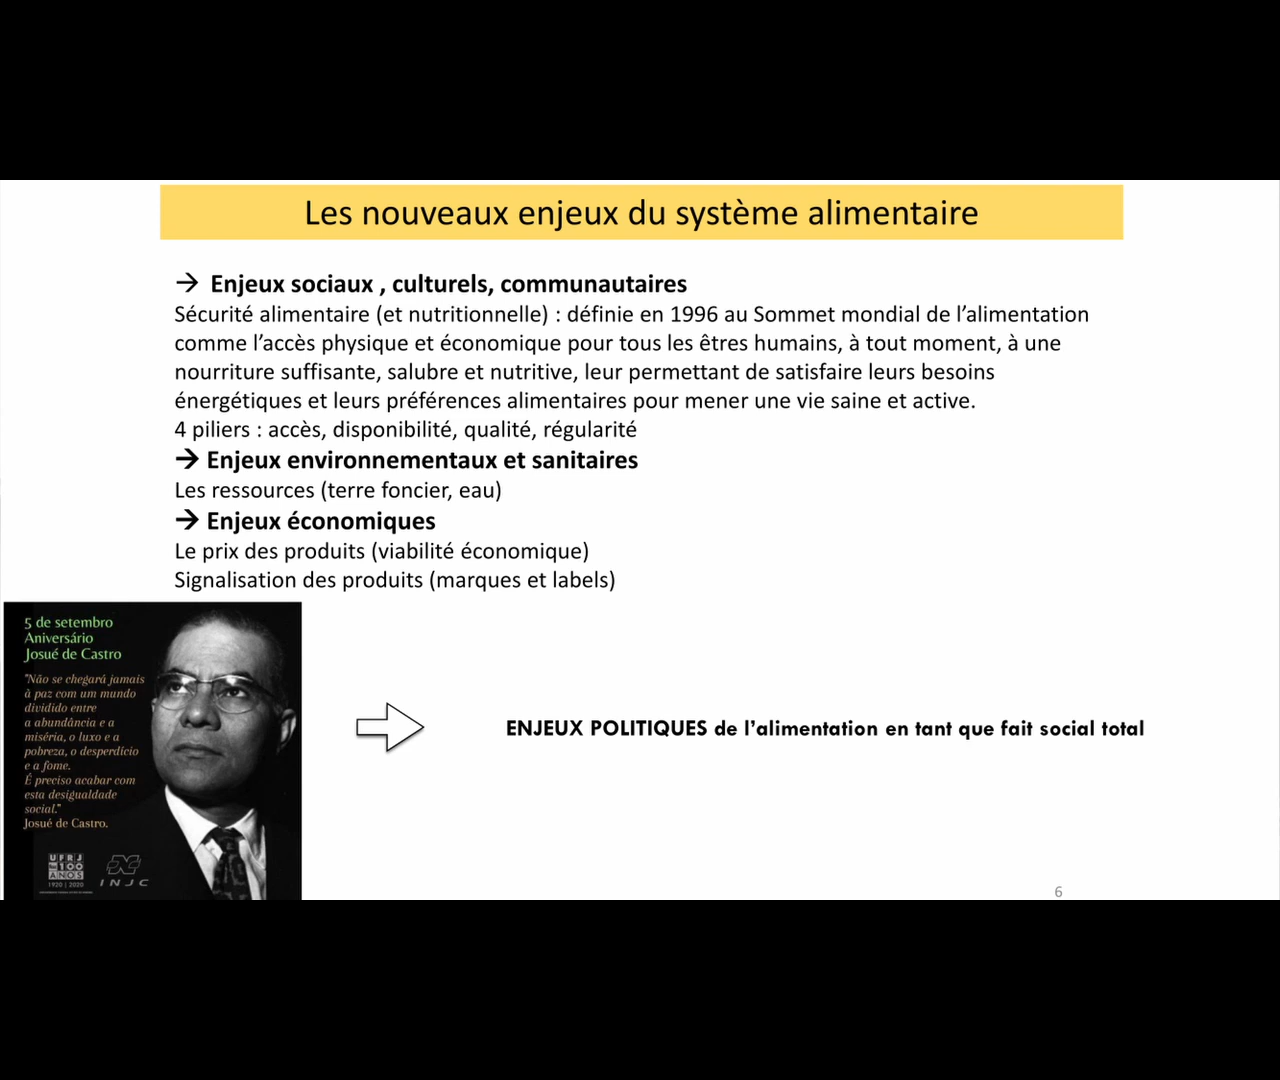 Les nouveaux enjeux du système alimentaire
→ Enjeux sociaux , culturels, communautaires
Sécurité alimentaire (et nutritionnelle) : définie en 1996 au Sommet mondial de l’alimentation
comme l’accès physique et économique pour tous les êtres humains, à tout moment, à une
nourriture suffisante, salubre et nutritive, leur permettant de satisfaire leurs besoins
énergétiques et leurs préférences alimentaires pour mener une vie saine et active.
4 piliers : accès, disponibilité, qualité, régularité
→ Enjeux environnementaux et sanitaires
Les ressources (terre foncier, eau)
→ Enjeux économiques
Le prix des produits (viabilité économique)
Signalisation des produits (marques et labels)
5 de setembro
Aniversário
Josué de Castro
"Não se chegará jamais
à paz com um mundo
dividido entre
a abundância e a
miséria, o luxo e a
pobreza, o desperdício
e a fome.
É preciso acabar com
esta desigualdade
social."
Josué de Castro.
UFRJ
100
ANOS
1920 | 2020
INJC
ENJEUX POLITIQUES de l’alimentation en tant que fait social total
6